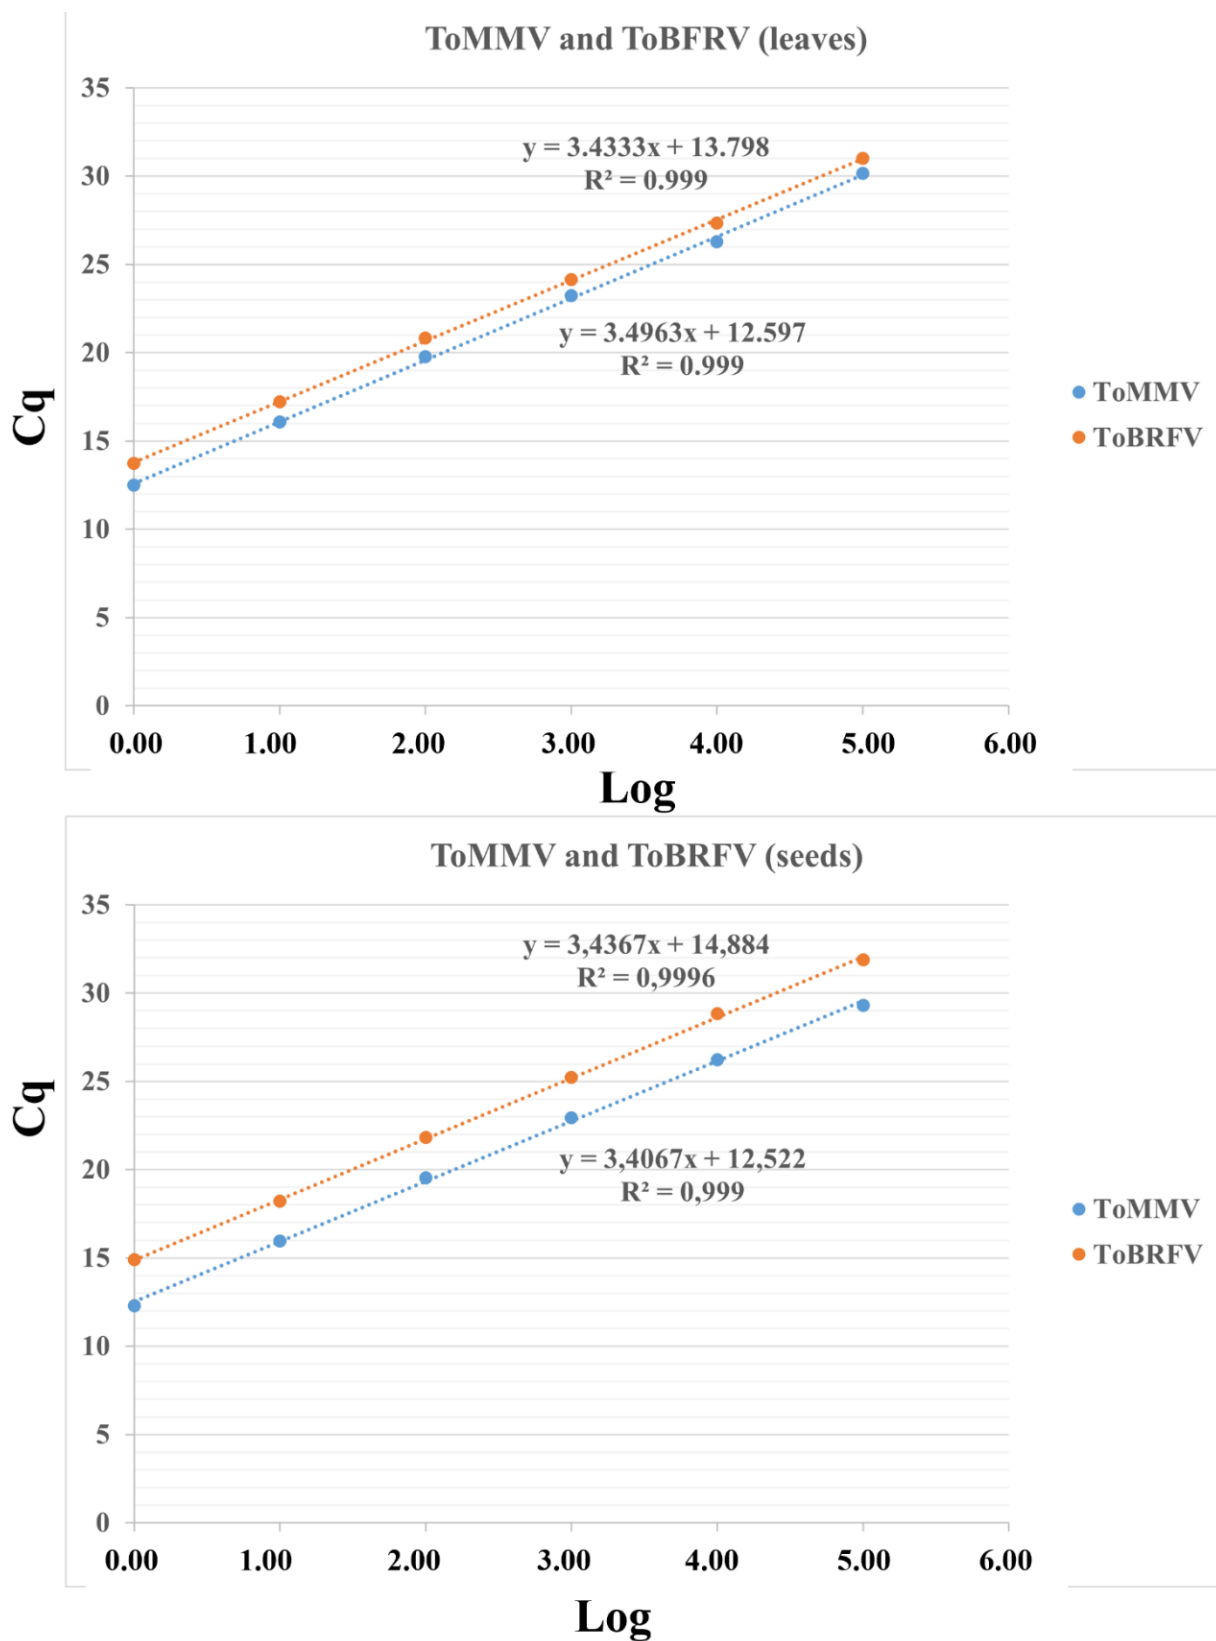 ToMMV and ToBFRV (leaves)
35
30
25
20
15
10
5
0
y = 3.4333x + 13.798
R² = 0.999
y = 3.4963x + 12.597
R² = 0.999
Cq
ToMMV
ToBRFV
0.00 1.00 2.00 3.00 4.00 5.00 6.00
Log
ToMMV and ToBRFV (seeds)
35
30
25
20
15
10
5
0
y = 3,4367x + 14,884
R² = 0,9996
y = 3,4067x + 12,522
R² = 0,999
Cq
ToMMV
ToBRFV
0.00 1.00 2.00 3.00 4.00 5.00 6.00
Log